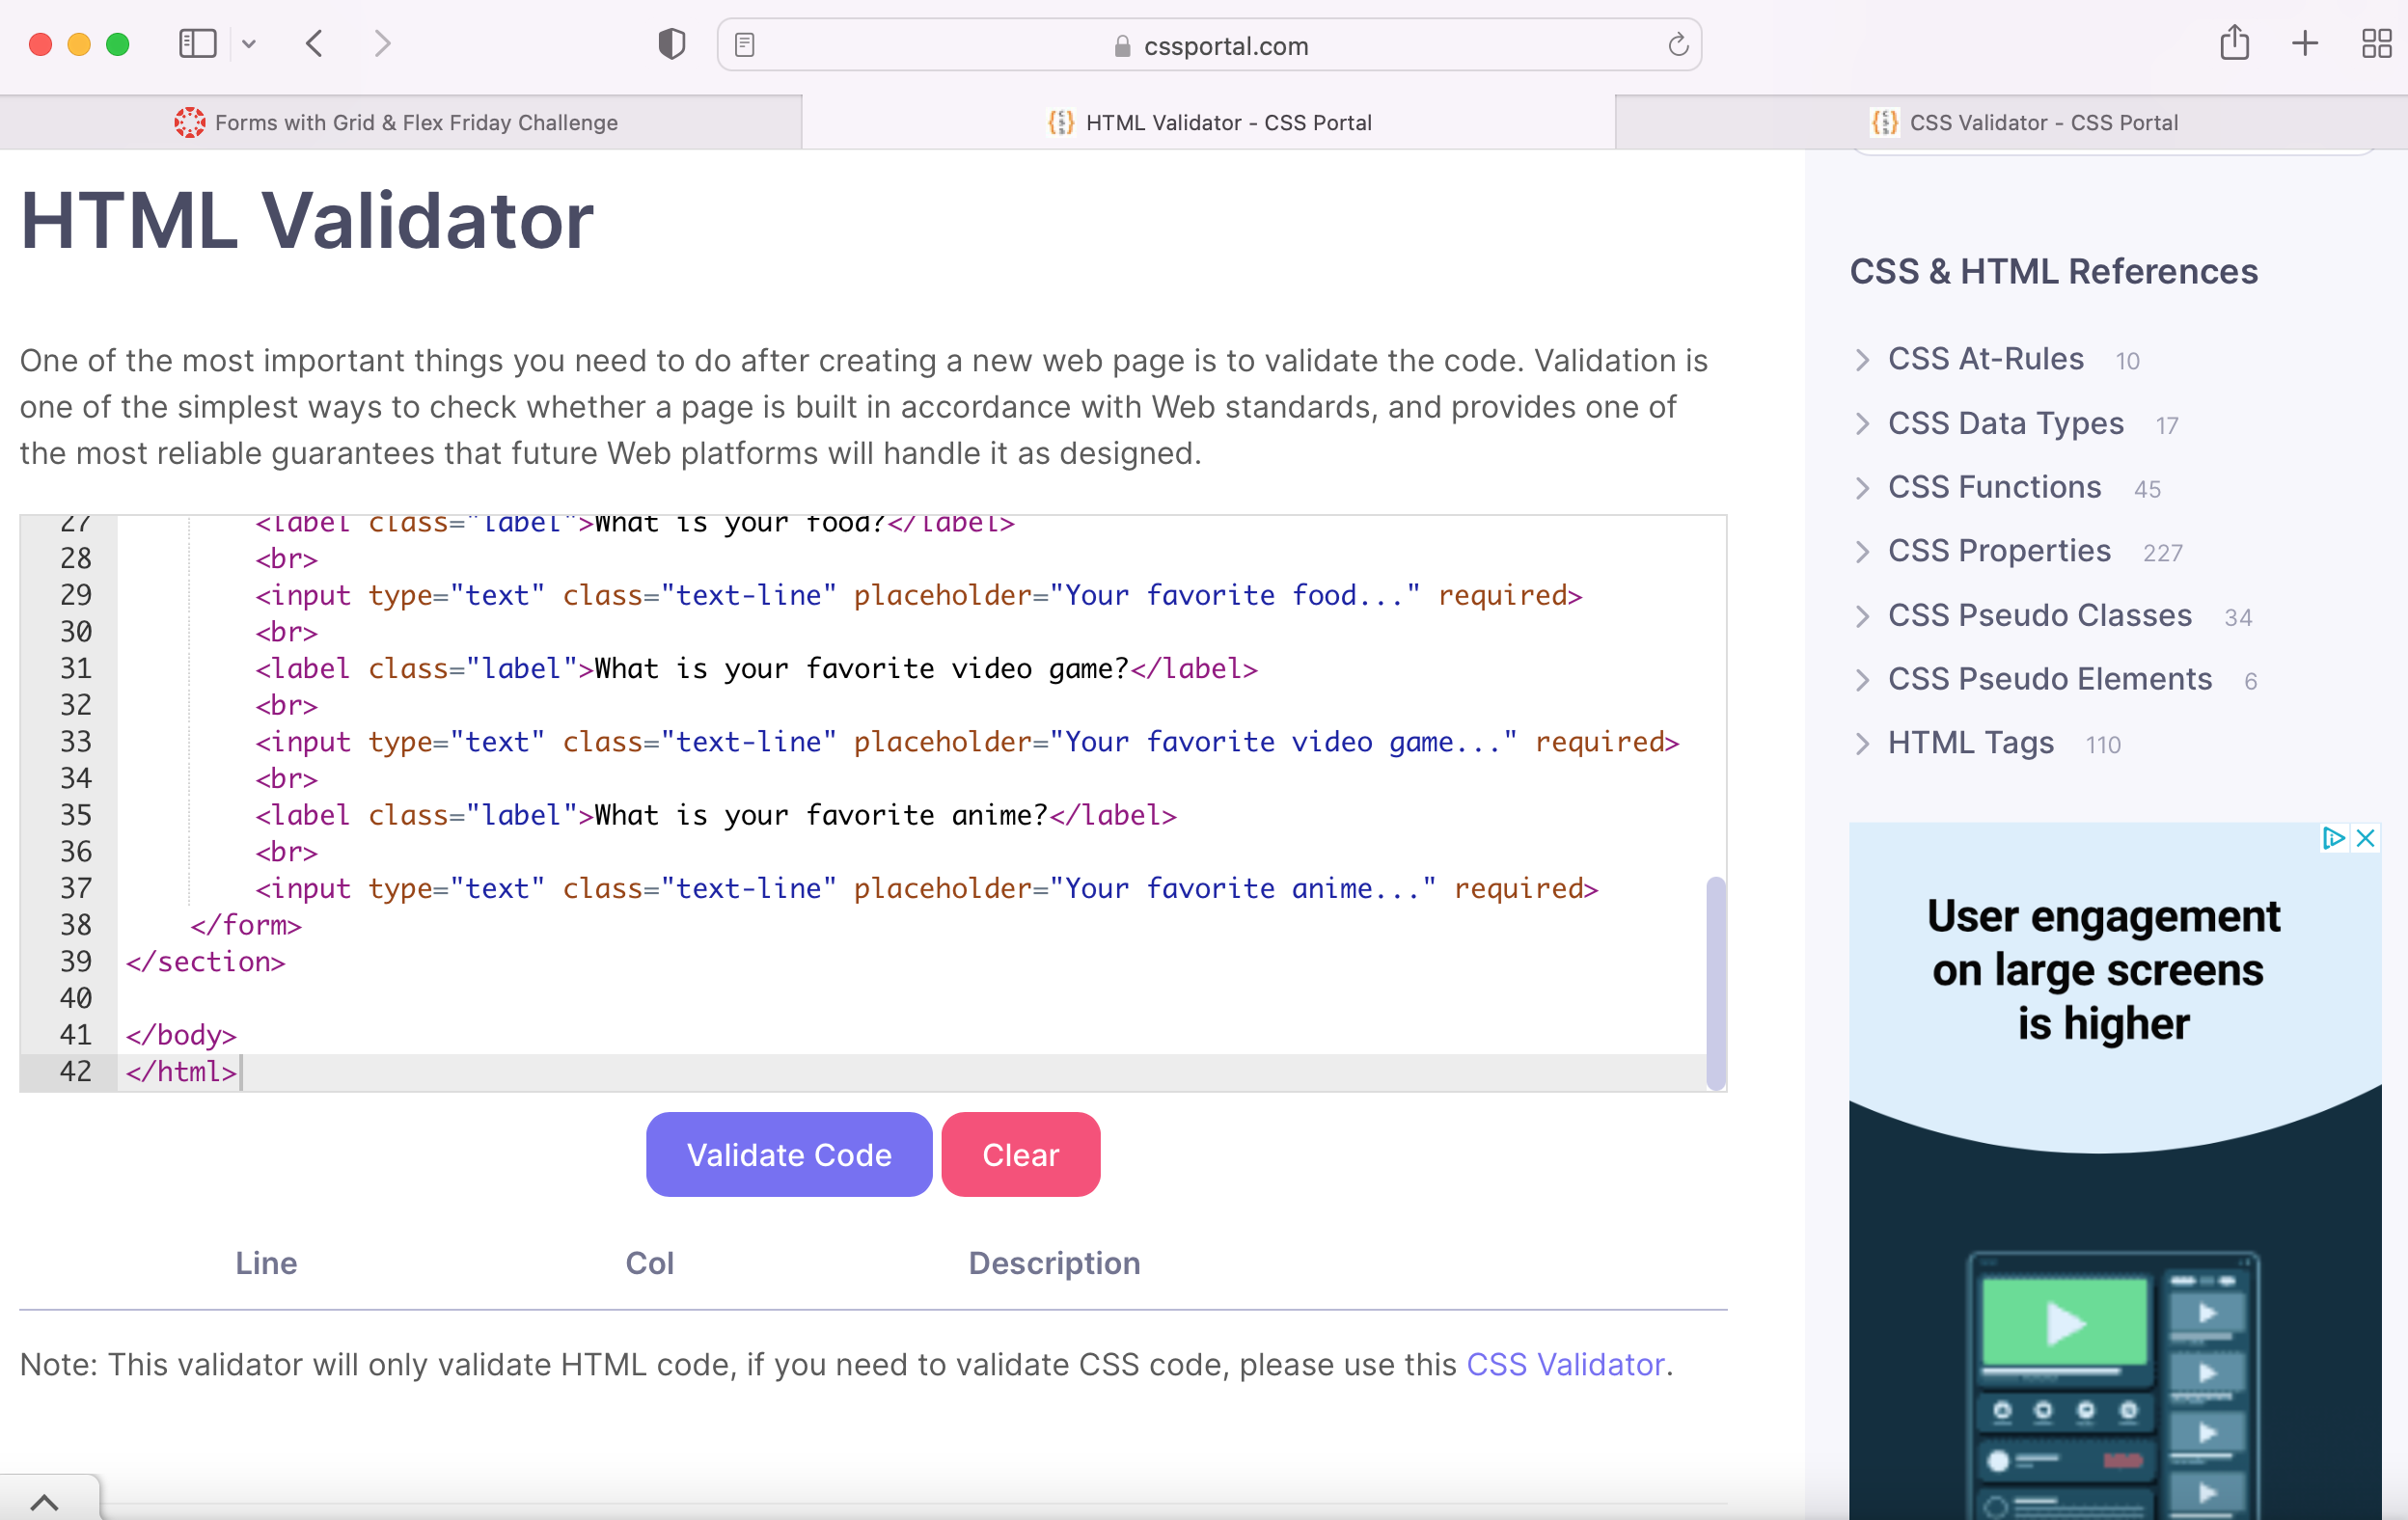 cssportal.com
Forms with Grid & Flex Friday Challenge
HTML Validator - CSS Portal
CSS Validator - CSS Portal
HTML Validator
One of the most important things you need to do after creating a new web page is to validate the code. Validation is
one of the simplest ways to check whether a page is built in accordance with Web standards, and provides one of
the most reliable guarantees that future Web platforms will handle it as designed.
27 <label class="label">What is your food?</label>
28 <br>
29 <input type="text" class="text-line" placeholder="Your favorite food..." required>
30 <br>
31 <label class="label">What is your favorite video game?</label>
32 <br>
33 <input type="text" class="text-line" placeholder="Your favorite video game..." required>
34 <br>
35 <label class="label">What is your favorite anime?</label>
36 <br>
37 <input type="text" class="text-line" placeholder="Your favorite anime..." required>
38 </form>
39 </section>
40
41 </body>
42 </html>
Validate Code
Clear
Line Col Description
Note: This validator will only validate HTML code, if you need to validate CSS code, please use this CSS Validator.
CSS & HTML References
CSS At-Rules 10
CSS Data Types 17
CSS Functions 45
CSS Properties 227
CSS Pseudo Classes 34
CSS Pseudo Elements 6
HTML Tags 110
User engagement
on large screens
is higher